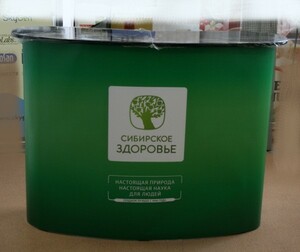 СИБИРСКОЕ
ЗДОРОВЬЕ
НАСТОЯЩАЯ ПРИРОДА
НАСТОЯЩАЯ НАУКА
ДЛЯ ЛЮДЕЙ